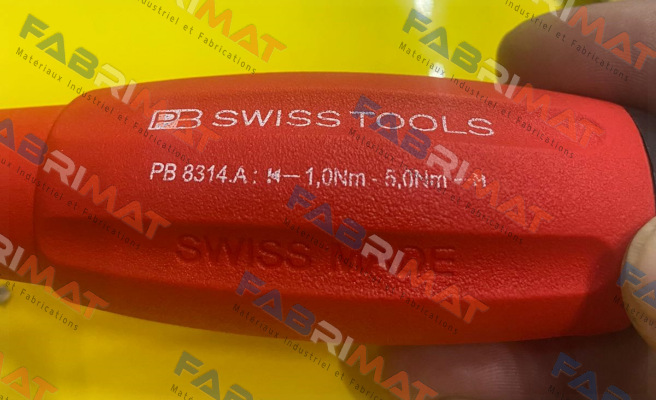 PB SWISS TOOLS
PB 8314.A : M – 1,0Nm - 5,0Nm – M
SWISS MADE
FABRIMAT
Materiaux Industriel et Fabrications